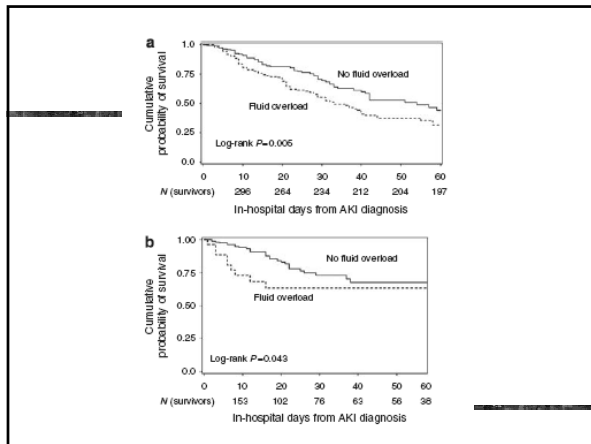 a
1.0
No fluid overload
0.75
0.50
Fluid overload
0.25
Log-rank P=0.005
0.0
Cumulative
probability of survival
0 10 20 30 40 50 60
N (survivors) 296 264 234 212 204 197
In-hospital days from AKI diagnosis
b
1.00
No fluid overload
0.75
Fluid overload
0.50
0.25
Log-rank P=0.043
0.0
Cumulative
probability of survival
0 10 20 30 40 50 60
N (survivors) 153 102 76 63 56 38
In-hospital days from AKI diagnosis